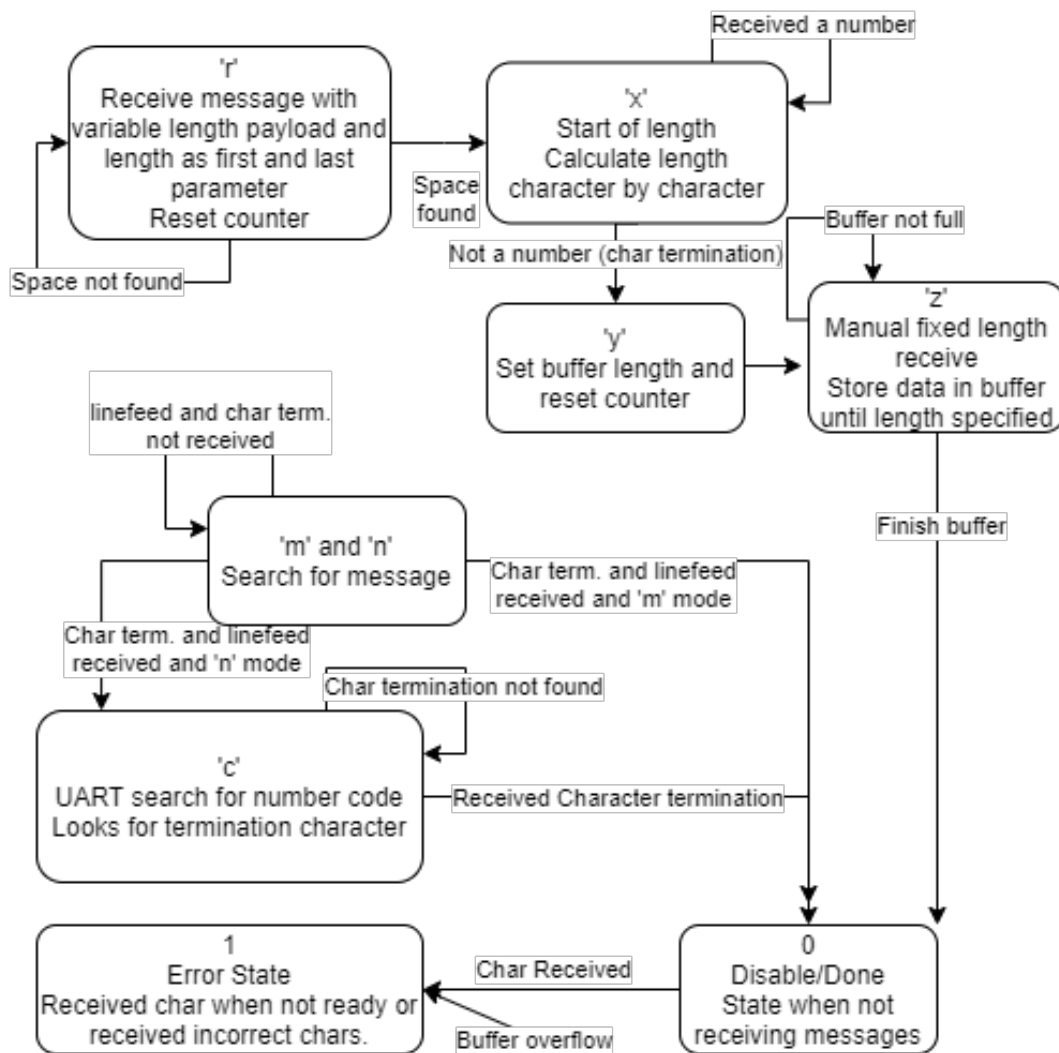 Received a number
'r'
Receive message with
variable length payload and
length as first and last
parameter
Reset counter
'x'
Start of length
Calculate length
character by character
Space
found
Space not found
Buffer not full
Not a number (char termination)
'y'
Set buffer length and
reset counter
'z'
Manual fixed length
receive
Store data in buffer
until length specified
linefeed and char term.
not received
'm' and 'n'
Search for message
Finish buffer
Char term. and linefeed
received and 'm' mode
Char term. and linefeed
received and 'n' mode
Char termination not found
'c'
UART search for number code
Looks for termination character
Received Character termination
1
Error State
Received char when not ready or
received incorrect chars.
Char Received
Buffer overflow
0
Disable/Done
State when not
receiving messages